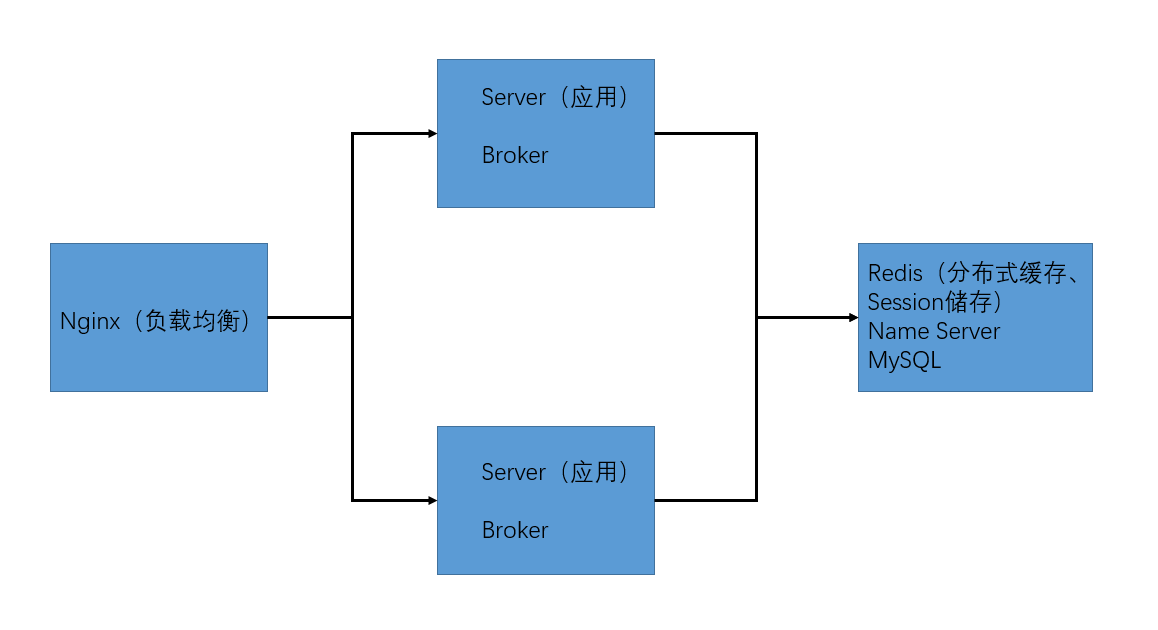 Server（应用）
Broker
Nginx（负载均衡）
Redis（分布式缓存、
Session储存）
Name Server
MySQL
Server（应用）
Broker